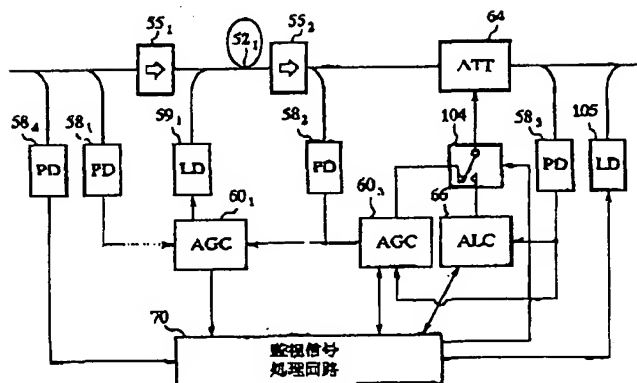 55₁
52₁
55₂
64
ATT
58₄
PD
58₁
PD
59₁
LD
58₂
PD
104
58₃
PD
105
LD
60₁
AGC
60₃
AGC
66
ALC
70
監視信号
処理回路